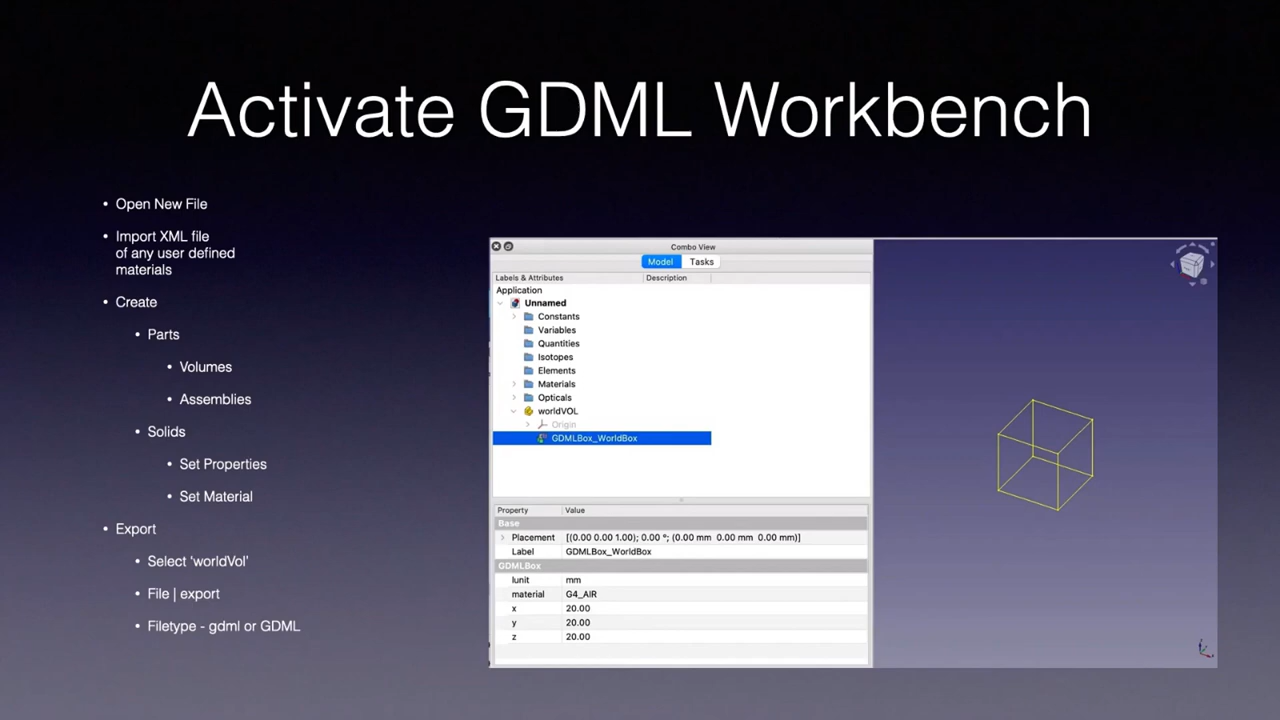 Activate GDML Workbench
• Open New File
• Import XML file
of any user defined
materials
• Create
• Parts
• Volumes
• Assemblies
• Solids
• Set Properties
• Set Material
• Export
• Select ‘worldVol’
• File | export
• Filetype - gdml or GDML
Combo View
Model Tasks
Labels & Attributes Description
Application
Unnamed
Constants
Variables
Quantities
Isotopes
Elements
Materials
Opticals
worldVOL
Origin
GDMLBox_WorldBox
Property Value
Base
Placement [(0.00 0.00 1.00); 0.00 °; (0.00 mm 0.00 mm 0.00 mm)]
Label GDMLBox_WorldBox
GDMLBox
lunit mm
material G4_AIR
x 20.00
y 20.00
z 20.00